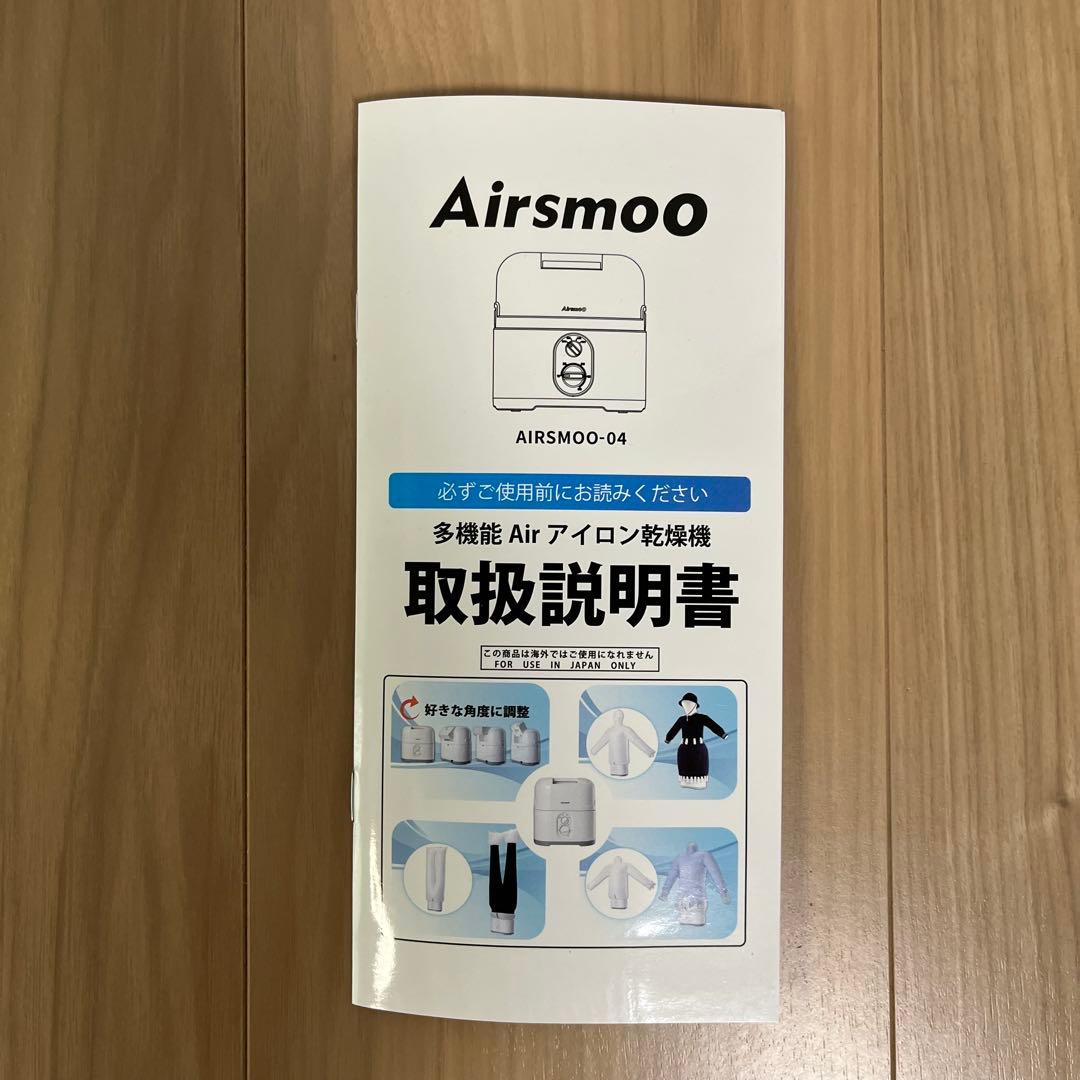 Airsmoo
Airsmoo
AIRSMOO-04
必ずご使用前にお読みください
多機能 Air アイロン乾燥機
取扱説明書
この商品は海外ではご使用になれません
FOR USE IN JAPAN ONLY
好きな角度に調整